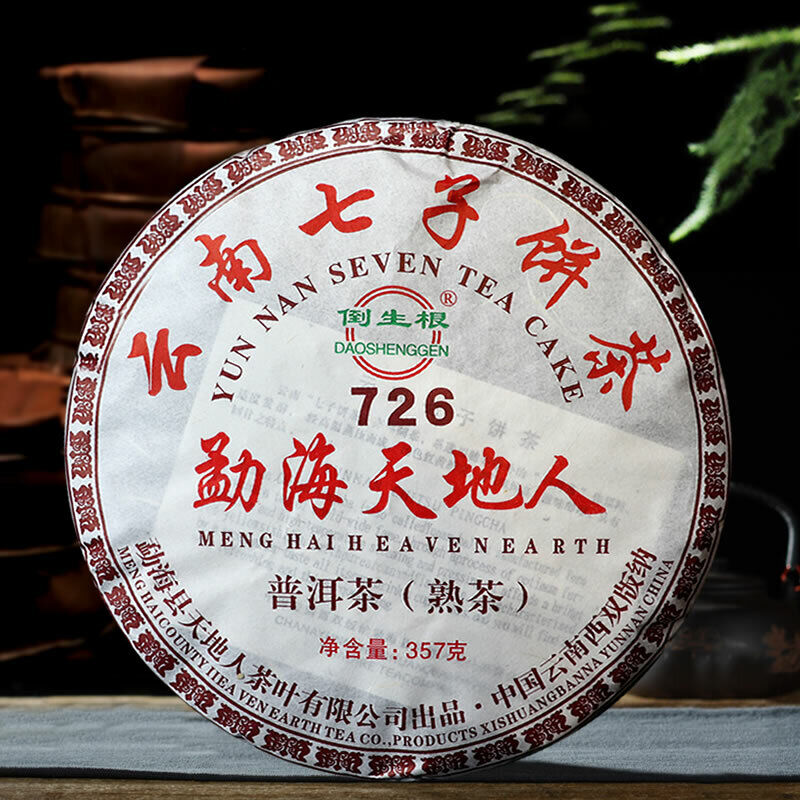 云南七子饼茶
YUN NAN SEVEN TEA CAKE
倒生根®
DAOSHENGGEN
726
勐海天地人
MENG HAI HEAVEN EARTH
普洱茶（熟茶）
净含量：357克
勐海县天地人茶叶有限公司出品·中国云南西双版纳
MENGHAI COUNTY HEAVEN EARTH TEA CO.,PRODUCTS XISHUANGBANNA YUNNAN CHINA